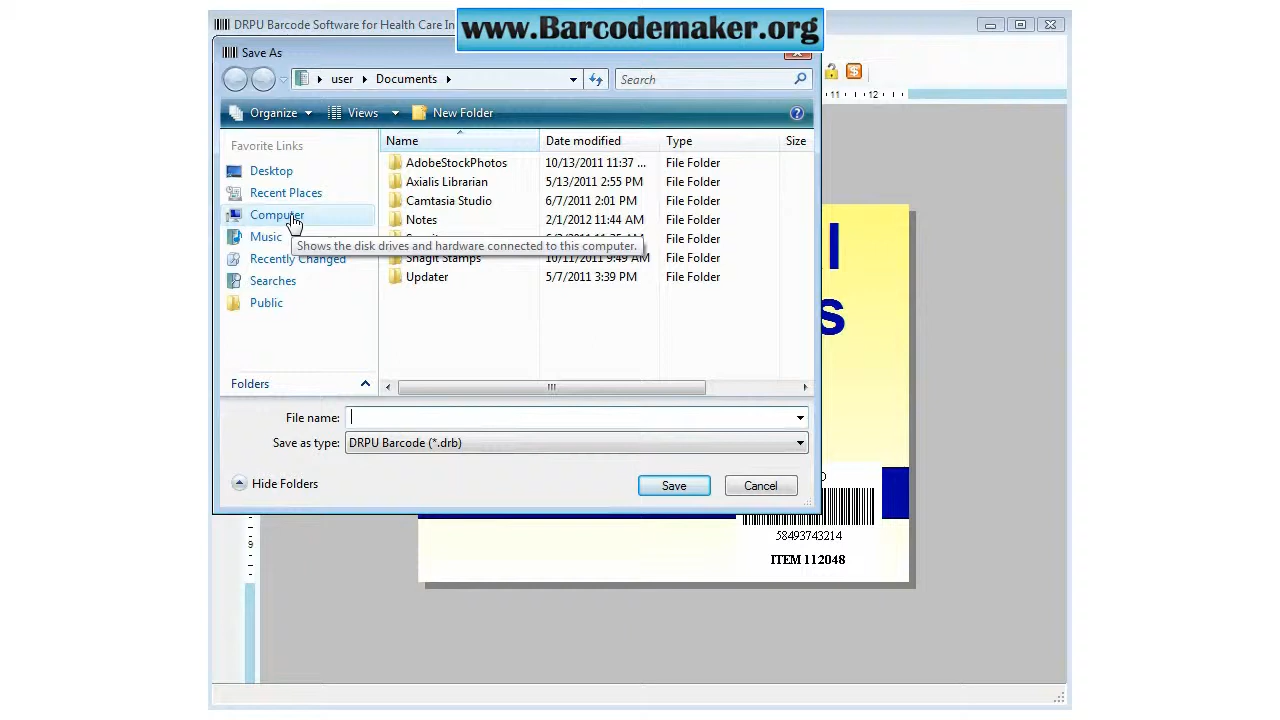 DRPU Barcode Software for Health Care In
www.Barcodemaker.org
Save As
user Documents
Search
11 12
Organize Views New Folder
Favorite Links
Name Date modified Type Size
Desktop
Recent Places
Computer
Music
Recently Changed
Searches
Public
AdobeStockPhotos 10/13/2011 11:37 ... File Folder
Axialis Librarian 5/13/2011 2:55 PM File Folder
Camtasia Studio 6/7/2011 2:01 PM File Folder
Notes 2/1/2012 11:44 AM File Folder
File Folder
Shows the disk drives and hardware connected to this computer.
SnagIt Stamps 10/11/2011 9:49 AM File Folder
Updater 5/7/2011 3:39 PM File Folder
l
s
Folders
File name:
Save as type: DRPU Barcode (*.drb)
Hide Folders
Save Cancel
9
58493743214
ITEM 112048